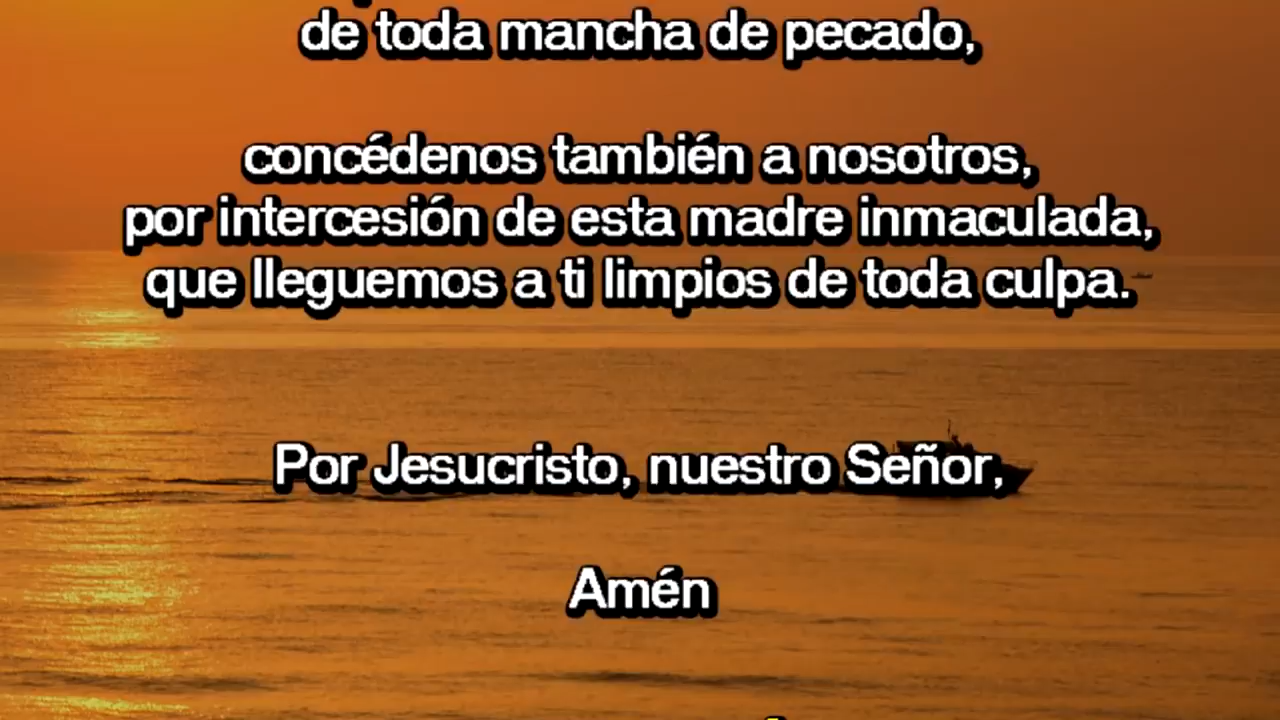 de toda mancha de pecado,
concédenos también a nosotros,
por intercesión de esta madre inmaculada,
que lleguemos a ti limpios de toda culpa.
Por Jesucristo, nuestro Señor,
Amén